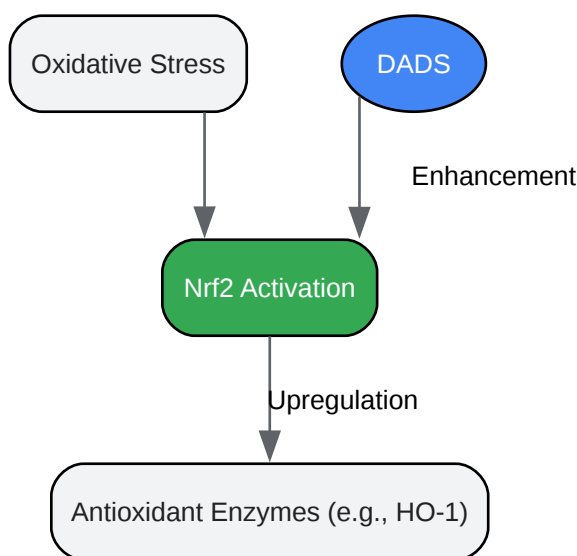 Oxidative Stress
DADS
Enhancement
Nrf2 Activation
Upregulation
Antioxidant Enzymes (e.g., HO-1)